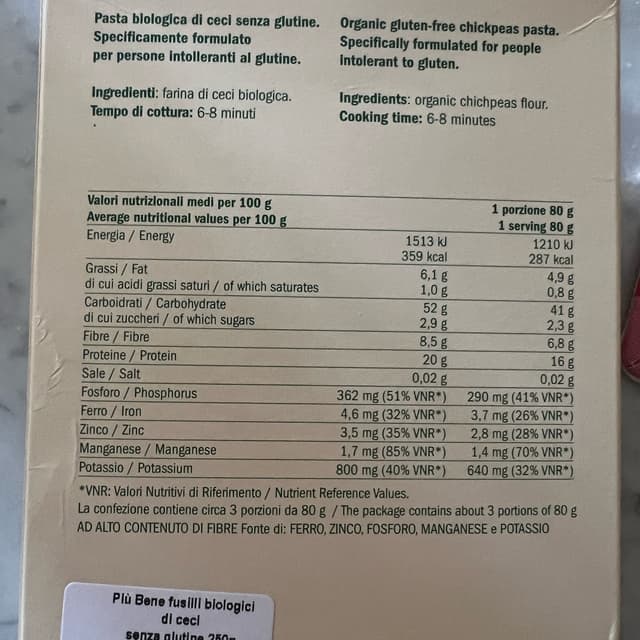 Pasta biologica di ceci senza glutine.
Specificamente formulato
per persone intolleranti al glutine.
Organic gluten-free chickpeas pasta.
Specifically formulated for people
Intolerant to gluten.
Ingredienti: farina di ceci biologica.
Tempo di cottura: 6-8 minuti
Ingredients: organic chichpeas flour.
Cooking time: 6-8 minutes
Valori nutrizionali medi per 100 g 1 porzione 80 g
Average nutritional values per 100 g 1 serving 80 g
Energia / Energy 1513 kJ 1210 kJ
359 kcal 287 kcal
Grassi / Fat 6,1 g 4,9 g
di cui acidi grassi saturi / of which saturates 1,0 g 0,8 g
Carboidrati / Carbohydrate 52 g 41 g
di cui zuccheri / of which sugars 2,9 g 2,3 g
Fibre / Fibre 8,5 g 6,8 g
Proteine / Protein 20 g 16 g
Sale / Salt 0,02 g 0,02 g
Fosforo / Phosphorus 362 mg (51% VNR*) 290 mg (41% VNR*)
Ferro / Iron 4,6 mg (32% VNR*) 3,7 mg (26% VNR*)
Zinco / Zinc 3,5 mg (35% VNR*) 2,8 mg (28% VNR*)
Manganese / Manganese 1,7 mg (85% VNR*) 1,4 mg (70% VNR*)
Potassio / Potassium 800 mg (40% VNR*) 640 mg (32% VNR*)
*VNR: Valori Nutritivi di Riferimento / Nutrient Reference Values.
La confezione contiene circa 3 porzioni da 80 g / The package contains about 3 portions of 80 g
AD ALTO CONTENUTO DI FIBRE Fonte di: FERRO, ZINCO, FOSFORO, MANGANESE e POTASSIO
Più Bene fusilli biologici
di ceci
senza glutine 250g